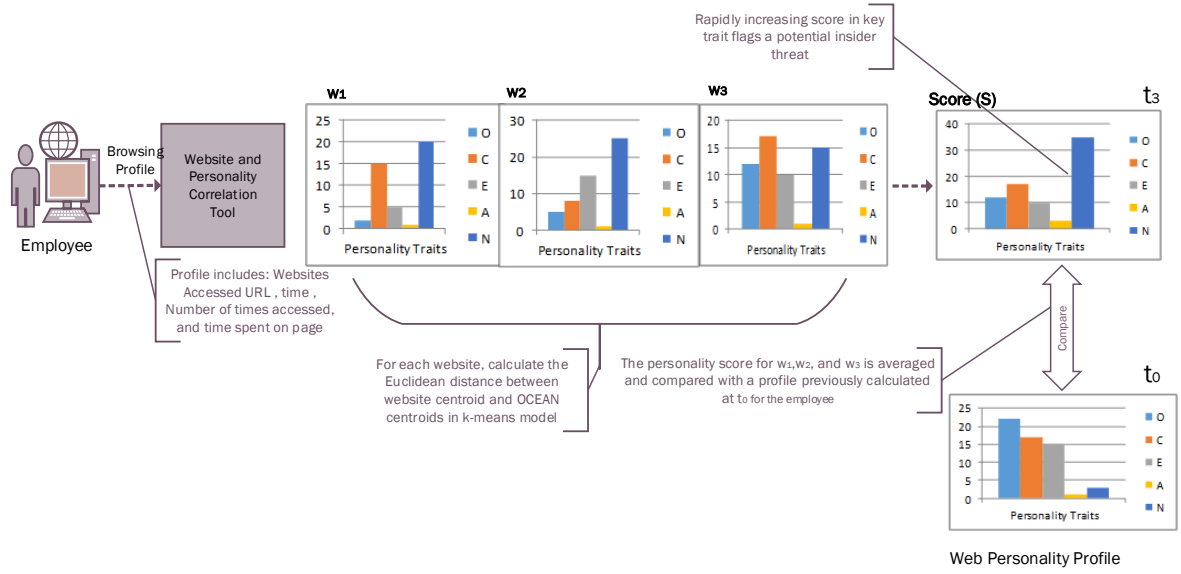 Rapidly increasing score in key
trait flags a potential insider
threat
Employee
Browsing
Profile
Website and
Personality
Correlation
Tool
Profile includes: Websites
Accessed URL , time ,
Number of times accessed,
and time spent on page
W1
25
20
15
10
5
0
O
C
E
A
N
Personality Traits
W2
30
20
10
0
O
C
E
A
N
Personality Traits
W3
20
15
10
5
0
O
C
E
A
N
Personality Traits
Score (S)
t3
40
30
20
10
0
O
C
E
A
N
Personality Traits
For each website, calculate the
Euclidean distance between
website centroid and OCEAN
centroids in k-means model
The personality score for w1,w2, and w3 is averaged
and compared with a profile previously calculated
at t0 for the employee
Compare
t0
25
20
15
10
5
0
O
C
E
A
N
Personality Traits
Web Personality Profile